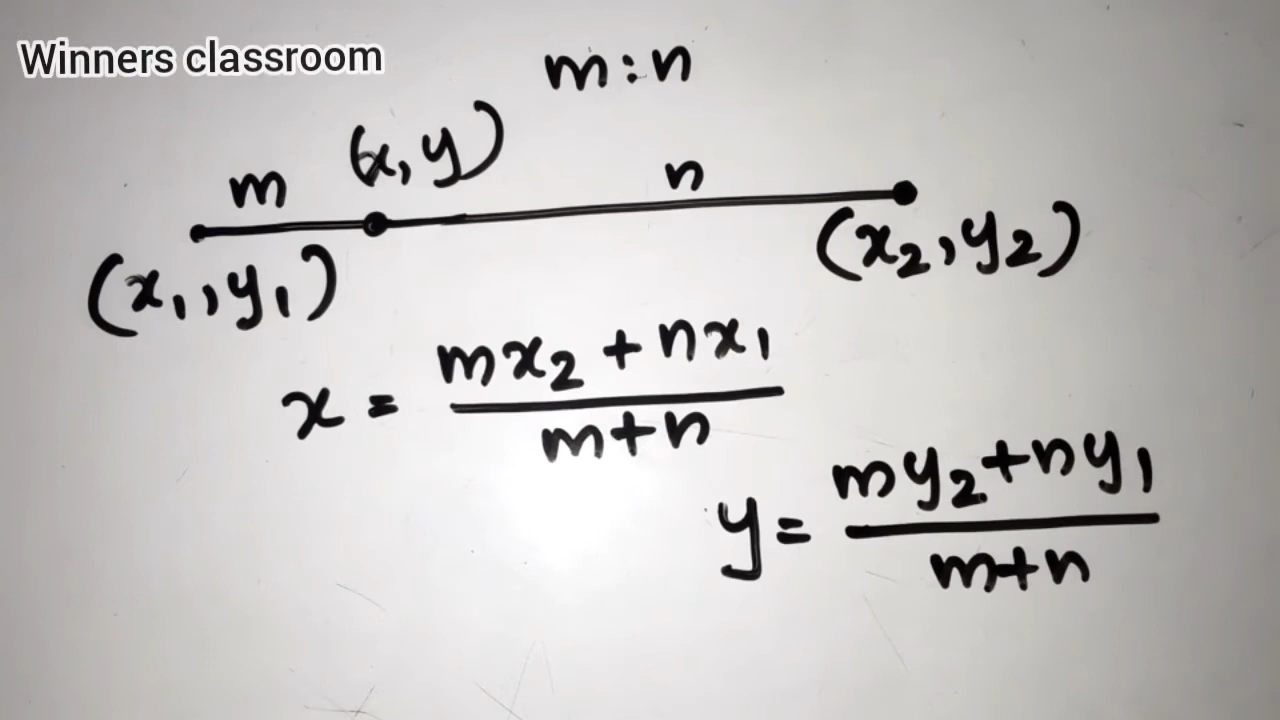 Winners classroom
m:n
m (x,y) n
(x₁,y₁) (x₂,y₂)
x = (mx₂ + nx₁)/(m+n)
y = (my₂+ny₁)/(m+n)